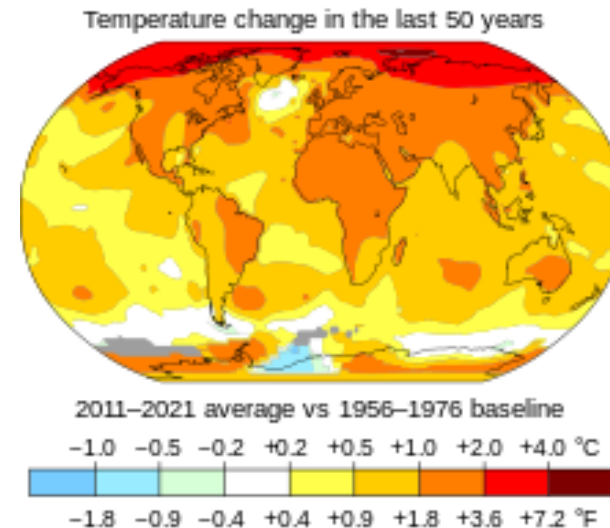 Temperature change in the last 50 years
2011–2021 average vs 1956–1976 baseline
−1.0 −0.5 −0.2 +0.2 +0.5 +1.0 +2.0 +4.0 °C
−1.8 −0.9 −0.4 +0.4 +0.9 +1.8 +3.6 +7.2 °F